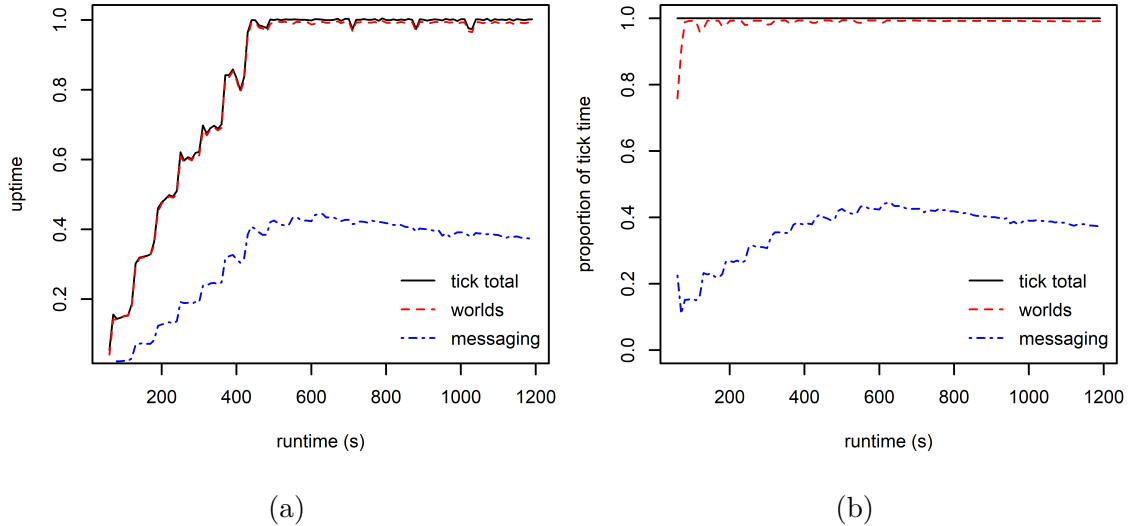 uptime
1.0
0.8
0.6
0.4
0.2
tick total
worlds
messaging
200 400 600 800 1000 1200
runtime (s)
(a)
proportion of tick time
1.0
0.8
0.6
0.4
0.2
0.0
tick total
worlds
messaging
200 400 600 800 1000 1200
runtime (s)
(b)